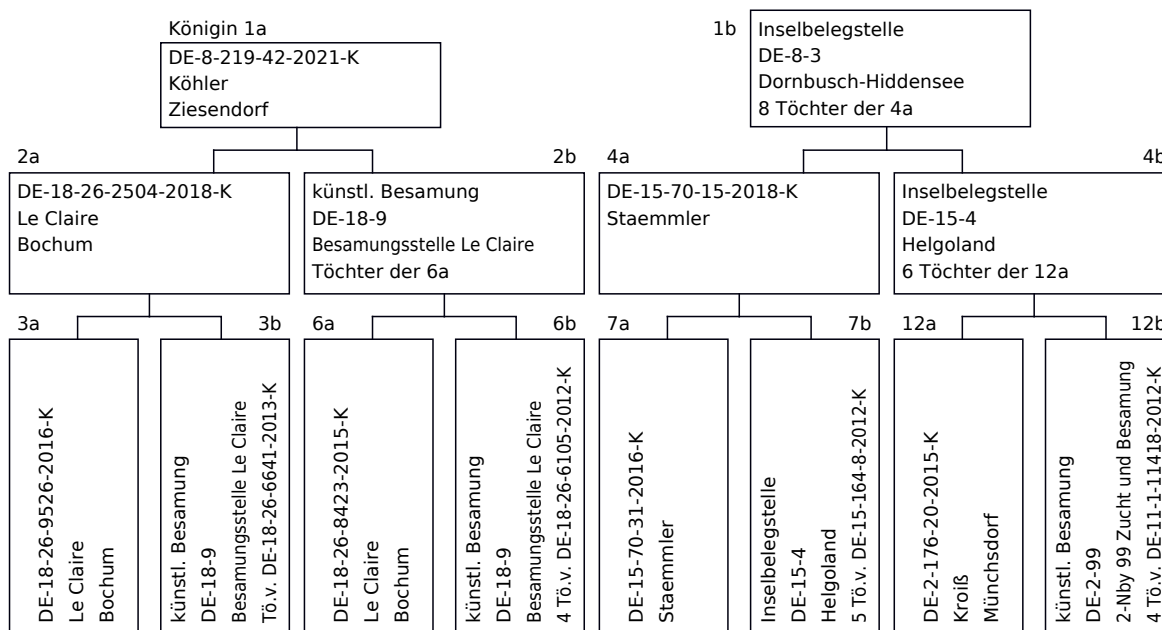 Königin 1a
DE-8-219-42-2021-K
Köhler
Ziesendorf
1b
Inselbelegstelle
DE-8-3
Dornbusch-Hiddensee
8 Töchter der 4a
2a
DE-18-26-2504-2018-K
Le Claire
Bochum
2b
künstl. Besamung
DE-18-9
Besamungsstelle Le Claire
Töchter der 6a
4a
DE-15-70-15-2018-K
Staemmler
4b
Inselbelegstelle
DE-15-4
Helgoland
6 Töchter der 12a
3a
DE-18-26-9526-2016-K
Le Claire
Bochum
3b
künstl. Besamung
DE-18-9
Besamungsstelle Le Claire
Tö.v. DE-18-26-6641-2013-K
6a
DE-18-26-8423-2015-K
Le Claire
Bochum
6b
künstl. Besamung
DE-18-9
Besamungsstelle Le Claire
4 Tö.v. DE-18-26-6105-2012-K
7a
DE-15-70-31-2016-K
Staemmler
7b
Inselbelegstelle
DE-15-4
Helgoland
5 Tö.v. DE-15-164-8-2012-K
12a
DE-2-176-20-2015-K
Kroiß
Münchsdorf
12b
künstl. Besamung
DE-2-99
2-Nby 99 Zucht und Besamung
4 Tö.v. DE-11-1-11418-2012-K